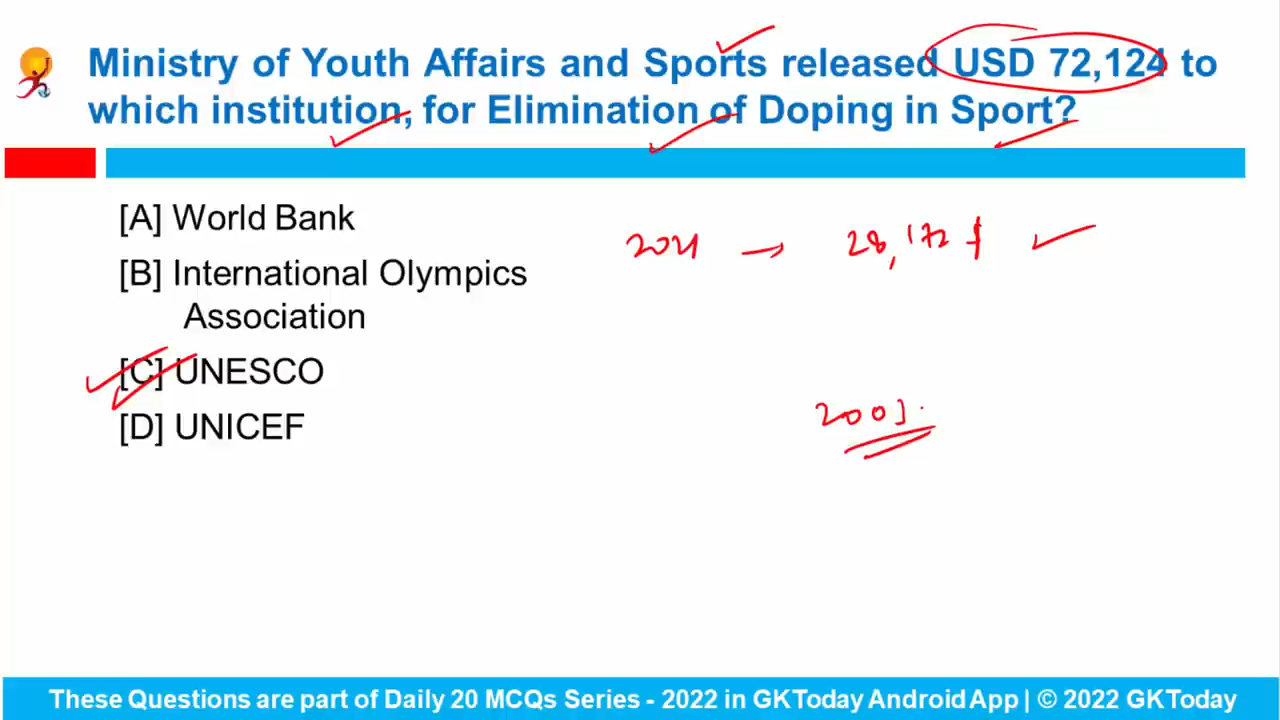 Ministry of Youth Affairs and Sports released USD 72,124 to
which institution, for Elimination of Doping in Sport?
[A] World Bank
[B] International Olympics
Association
[C] UNESCO
[D] UNICEF
2021 → 28,172 $
2003.
These Questions are part of Daily 20 MCQs Series - 2022 in GKToday Android App | © 2022 GKToday